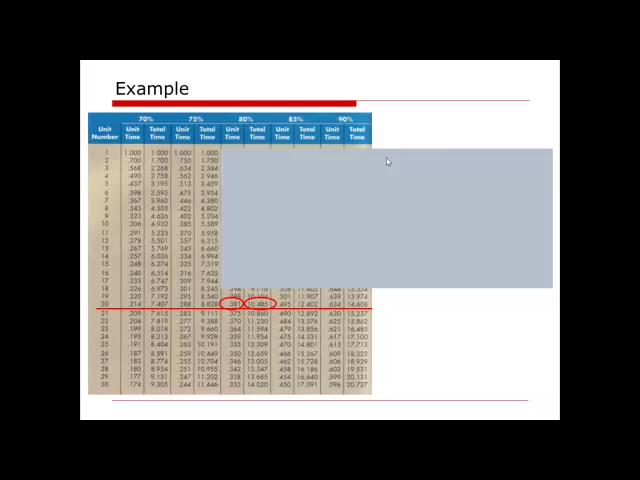 Example
70% 75% 80% 85% 90%
Unit Number Unit Time Total Time Unit Time Total Time Unit Time Total Time Unit Time Total Time Unit Time Total Time
1 1.000 1.000 1.000 1.000
2 .700 1.700 .750 1.750
3 .568 2.268 .634 2.384
4 .490 2.758 .562 2.946
5 .437 3.195 .513 3.459
6 .398 3.593 .475 3.934
7 .367 3.960 .446 4.380
8 .343 4.303 .422 4.802
9 .323 4.626 .402 5.204
10 .306 4.932 .385 5.589
11 .291 5.223 .370 5.958
12 .278 5.501 .357 6.315
13 .267 5.769 .345 6.660
14 .257 6.026 .334 6.994
15 .248 6.274 .325 7.319
16 .240 6.514 .316 7.635
17 .233 6.747 .309 7.944
18 .226 6.973 .301 8.245
19 .220 7.192 .295 8.540 .388 .501 11.907 .639 13.974
20 .214 7.407 .288 8.828 .381 10.485 .495 12.402 .634 14.608
21 .209 7.615 .283 9.111 .375 10.860 .490 12.892 .630 15.237
22 .204 7.819 .277 9.388 .370 11.230 .484 13.376 .625 15.862
23 .199 8.018 .272 9.660 .364 11.594 .479 13.856 .621 16.483
24 .195 8.213 .267 9.928 .359 11.954 .475 14.331 .617 17.100
25 .191 8.404 .263 10.191 .355 12.309 .470 14.801 .613 17.713
26 .187 8.591 .259 10.449 .350 12.659 .466 15.267 .609 18.323
27 .183 8.774 .255 10.704 .346 13.005 .462 15.728 .606 18.929
28 .180 8.954 .251 10.955 .342 13.347 .458 16.186 .603 19.531
29 .177 9.131 .247 11.202 .338 13.685 .454 16.640 .599 20.131
30 .174 9.305 .244 11.446 .335 14.020 .450 17.091 .596 20.727